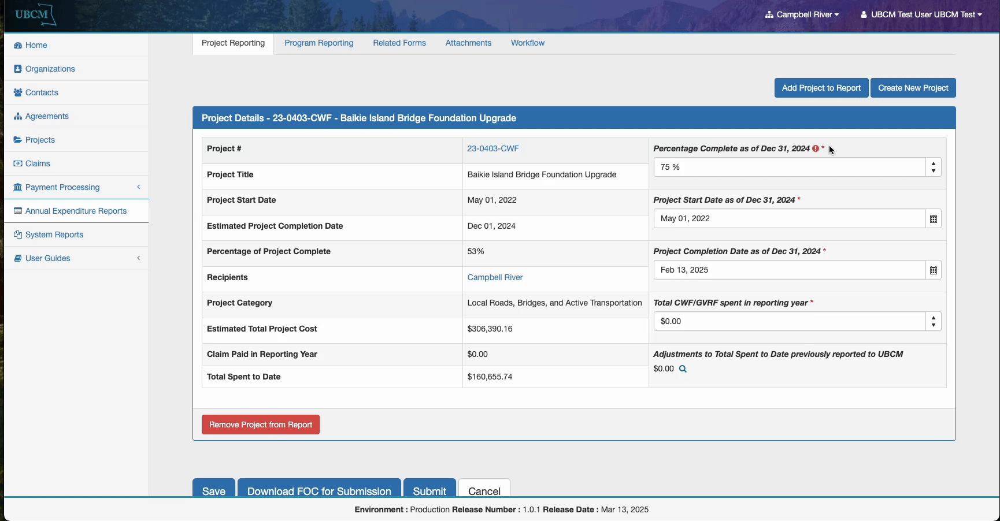 UBCM
Campbell River
UBCM Test User UBCM Test
Home
Organizations
Contacts
Agreements
Projects
Claims
Payment Processing
Annual Expenditure Reports
System Reports
User Guides
Project Reporting
Program Reporting
Related Forms
Attachments
Workflow
Add Project to Report
Create New Project
Project Details - 23-0403-CWF - Baikie Island Bridge Foundation Upgrade
Project #
23-0403-CWF
Project Title
Baikie Island Bridge Foundation Upgrade
Project Start Date
May 01, 2022
Estimated Project Completion Date
Dec 01, 2024
Percentage of Project Complete
53%
Recipients
Campbell River
Project Category
Local Roads, Bridges, and Active Transportation
Estimated Total Project Cost
$306,390.16
Claim Paid in Reporting Year
$0.00
Total Spent to Date
$160,655.74
Percentage Complete as of Dec 31, 2024 *
75 %
Project Start Date as of Dec 31, 2024 *
May 01, 2022
Project Completion Date as of Dec 31, 2024 *
Feb 13, 2025
Total CWF/GVRF spent in reporting year *
$0.00
Adjustments to Total Spent to Date previously reported to UBCM
$0.00
Remove Project from Report
Save
Download FOC for Submission
Submit
Cancel
Environment : Production Release Number : 1.0.1 Release Date : Mar 13, 2025